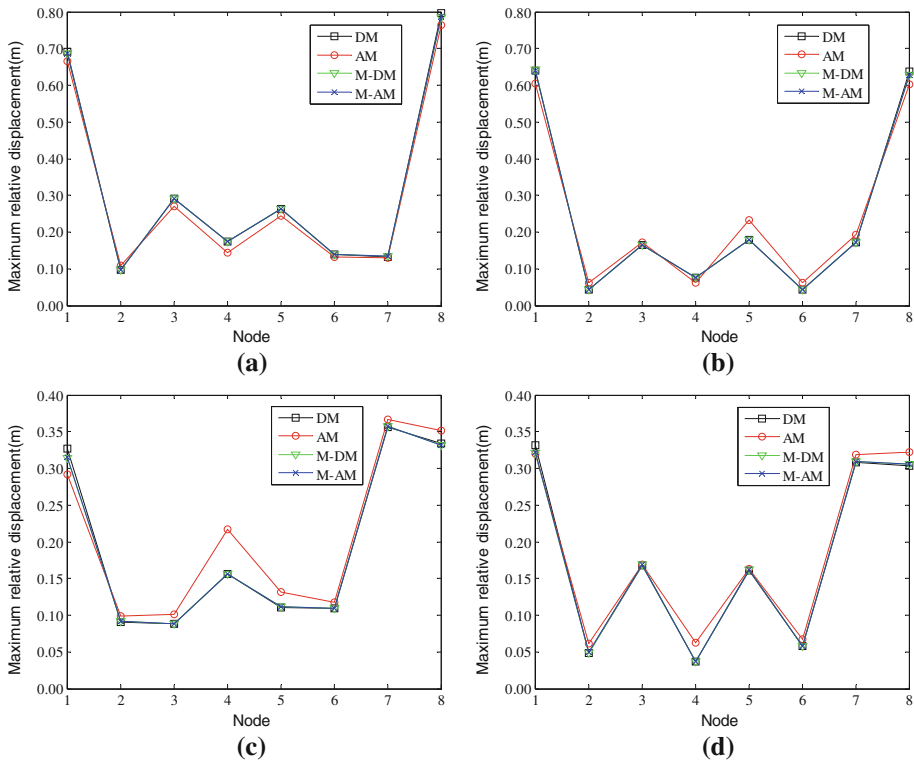 Maximum relative displacement(m)
0.80
0.70
0.60
0.50
0.40
0.30
0.20
0.10
0.00
1 2 3 4 5 6 7 8
Node
DM
AM
M-DM
M-AM
(a)
Maximum relative displacement(m)
0.80
0.70
0.60
0.50
0.40
0.30
0.20
0.10
0.00
1 2 3 4 5 6 7 8
Node
DM
AM
M-DM
M-AM
(b)
Maximum relative displacement(m)
0.40
0.35
0.30
0.25
0.20
0.15
0.10
0.05
0.00
1 2 3 4 5 6 7 8
Node
DM
AM
M-DM
M-AM
(c)
Maximum relative displacement(m)
0.40
0.35
0.30
0.25
0.20
0.15
0.10
0.05
0.00
1 2 3 4 5 6 7 8
Node
DM
AM
M-DM
M-AM
(d)